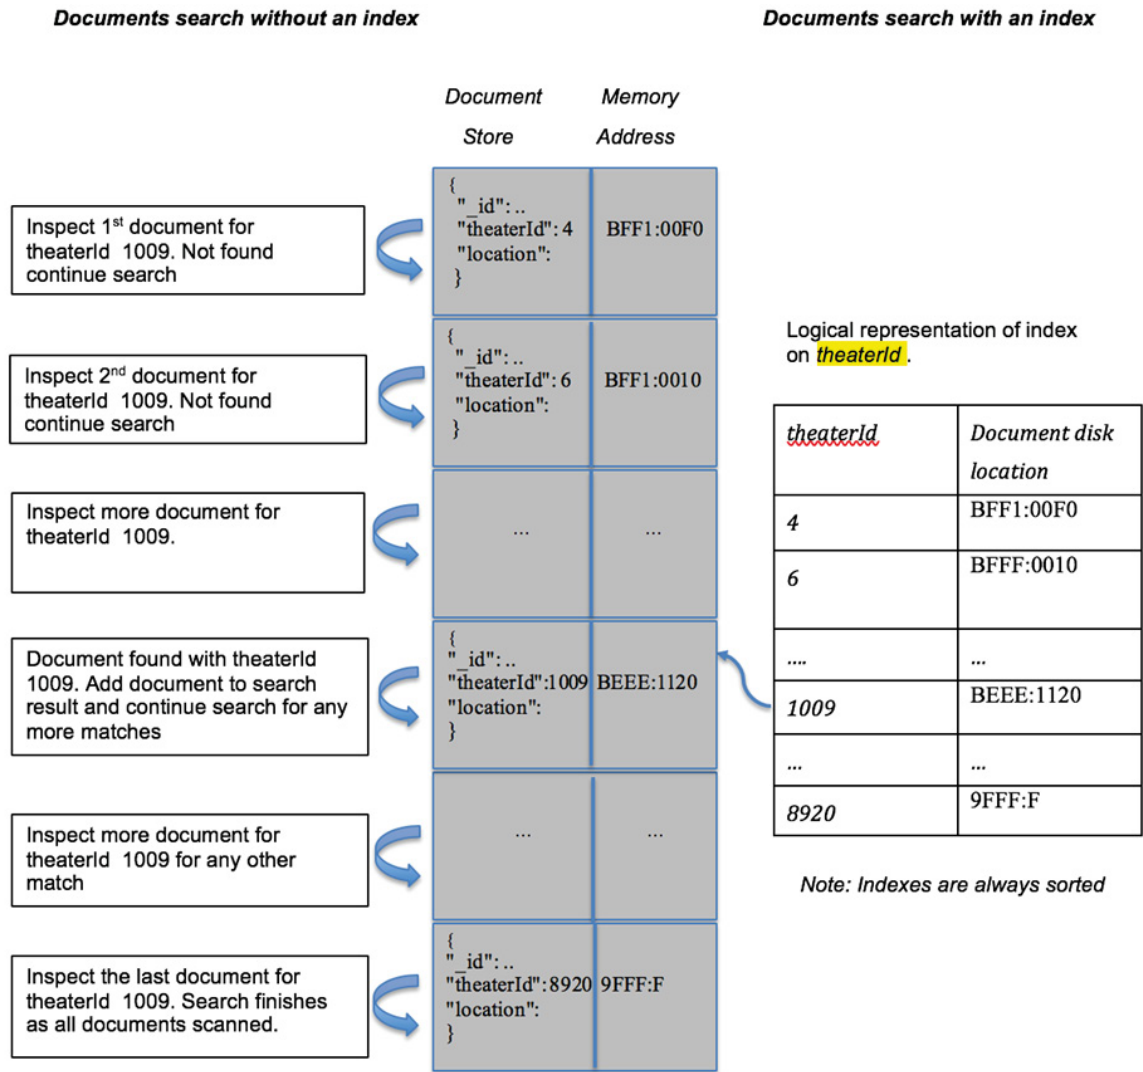 Documents search without an index
Documents search with an index
Document
Store
Memory
Address
Inspect 1st document for
theaterId 1009. Not found
continue search
{
"_id": ..
"theaterId": 4
"location":
}
BFF1:00F0
Inspect 2nd document for
theaterId 1009. Not found
continue search
{
"_id": ..
"theaterId": 6
"location":
}
BFF1:0010
Inspect more document for
theaterId 1009.
...
...
Document found with theaterId
1009. Add document to search
result and continue search for any
more matches
{
"_id": ..
"theaterId":1009
"location":
}
BEEE:1120
Inspect more document for
theaterId 1009 for any other
match
...
...
Inspect the last document for
theaterId 1009. Search finishes
as all documents scanned.
{
"_id": ..
"theaterId":8920
"location":
}
9FFF:F
Logical representation of index
on theaterId .
theaterId
Document disk
location
4
BFF1:00F0
6
BFFF:0010
....
...
1009
BEEE:1120
...
...
8920
9FFF:F
Note: Indexes are always sorted